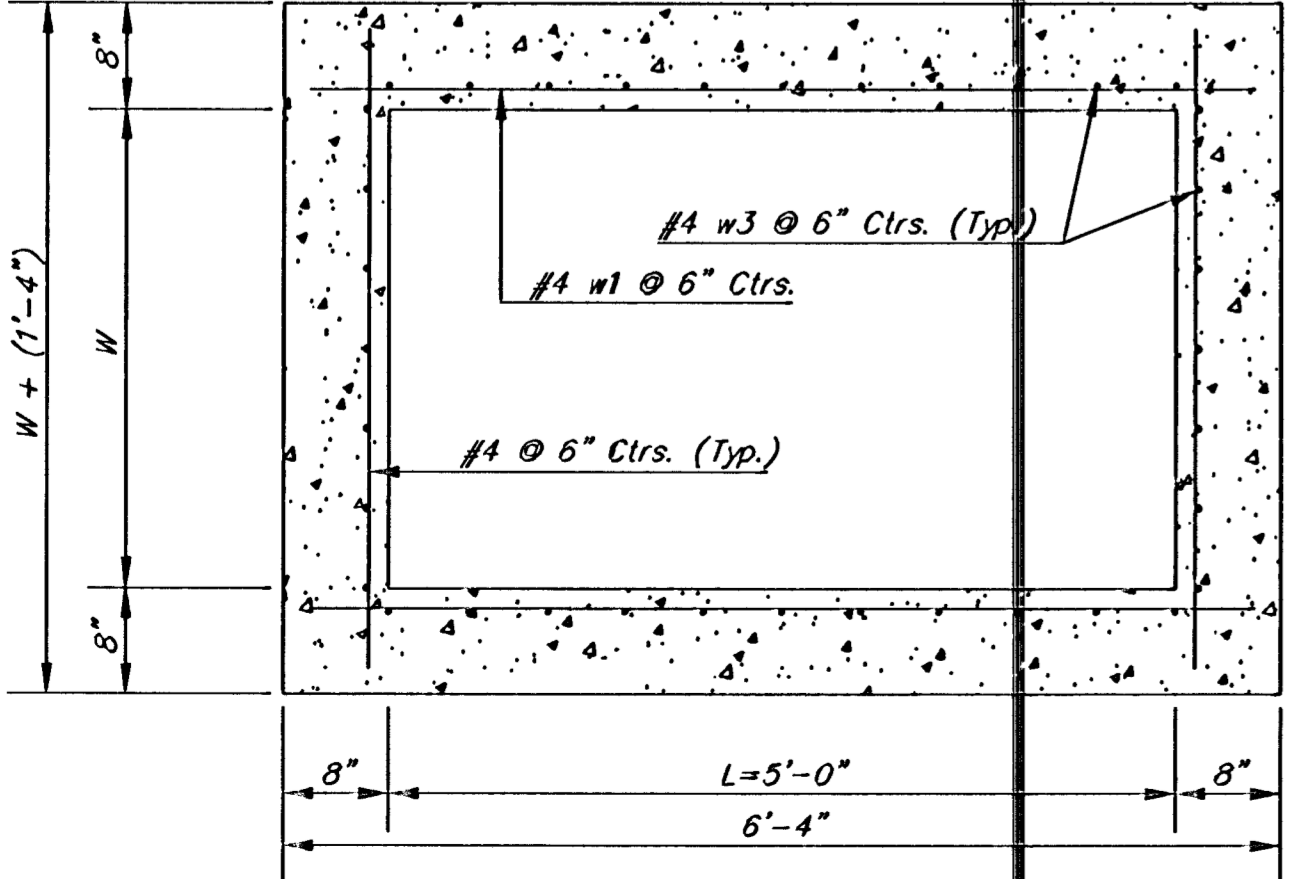 8"
W + (1'-4")
W
8"
#4 w3 @ 6" Ctrs. (Typ.)
#4 w1 @ 6" Ctrs.
#4 @ 6" Ctrs. (Typ.)
8"
L=5'-0"
8"
6'-4"